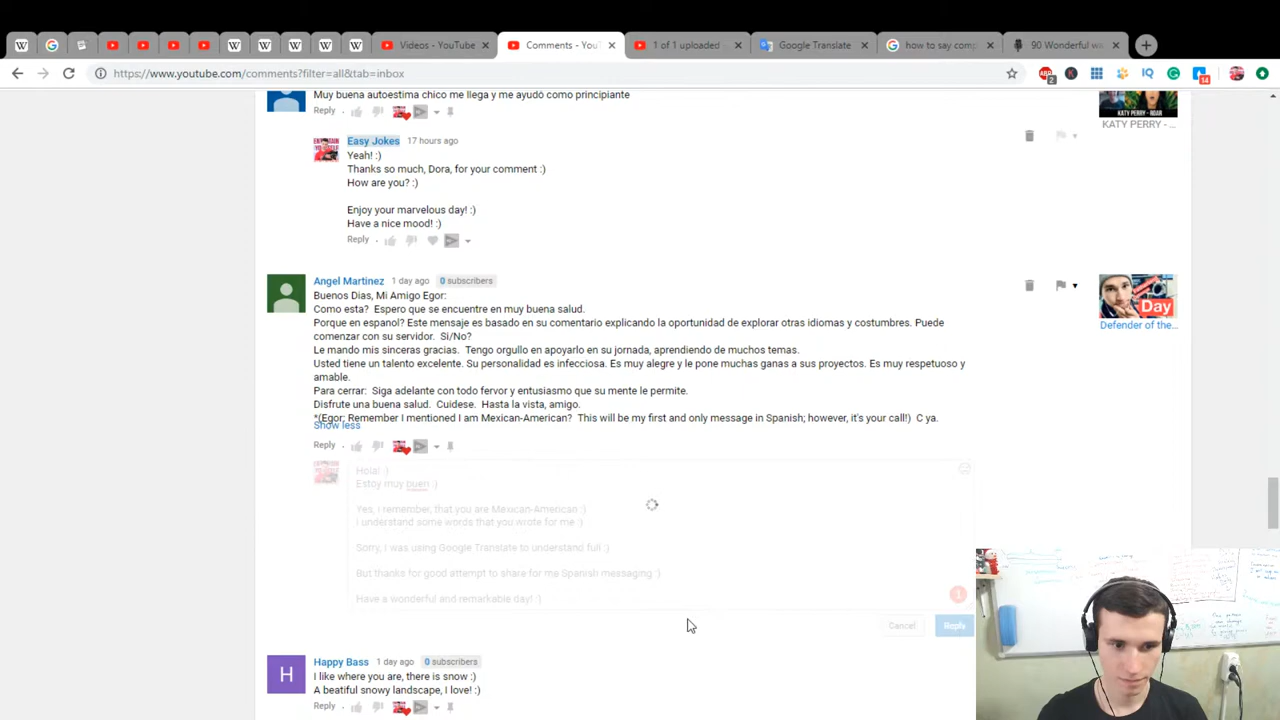 Videos - YouTube
Comments - YouT
1 of 1 uploaded
Google Translate
how to say comp
90 Wonderful wa
https://www.youtube.com/comments?filter=all&tab=inbox
2
14
Muy buena autoestima chico me llega y me ayudó como principiante
Reply
KATY PERRY - ROAR
KATY PERRY - ...
Easy Jokes 17 hours ago
Yeah! :)
Thanks so much, Dora, for your comment :)
How are you? :)
Enjoy your marvelous day! :)
Have a nice mood! :)
Reply
Angel Martinez 1 day ago 0 subscribers
Buenos Dias, Mi Amigo Egor:
Como esta? Espero que se encuentre en muy buena salud.
Porque en espanol? Este mensaje es basado en su comentario explicando la oportunidad de explorar otras idiomas y costumbres. Puede
comenzar con su servidor. Si/No?
Le mando mis sinceras gracias. Tengo orgullo en apoyarlo en su jornada, aprendiendo de muchos temas.
Usted tiene un talento excelente. Su personalidad es infecciosa. Es muy alegre y le pone muchas ganas a sus proyectos. Es muy respetuoso y
amable.
Para cerrar: Siga adelante con todo fervor y entusiasmo que su mente le permite.
Disfrute una buena salud. Cuidese. Hasta la vista, amigo.
*(Egor; Remember I mentioned I am Mexican-American? This will be my first and only message in Spanish; however, it's your call!) C ya.
Show less
Day
Defender of the...
Reply
Hola! :)
Estoy muy buen :)
Yes, i remember, that you are Mexican-American :)
I understand some words that you wrote for me :)
Sorry, I was using Google Translate to understand full :)
But thanks for good attempt to share for me Spanish messaging :)
Have a wonderful and remarkable day! :)
1
Cancel
Reply
H
Happy Bass 1 day ago 0 subscribers
I like where you are, there is snow :)
A beatiful snowy landscape, I love! :)
Reply